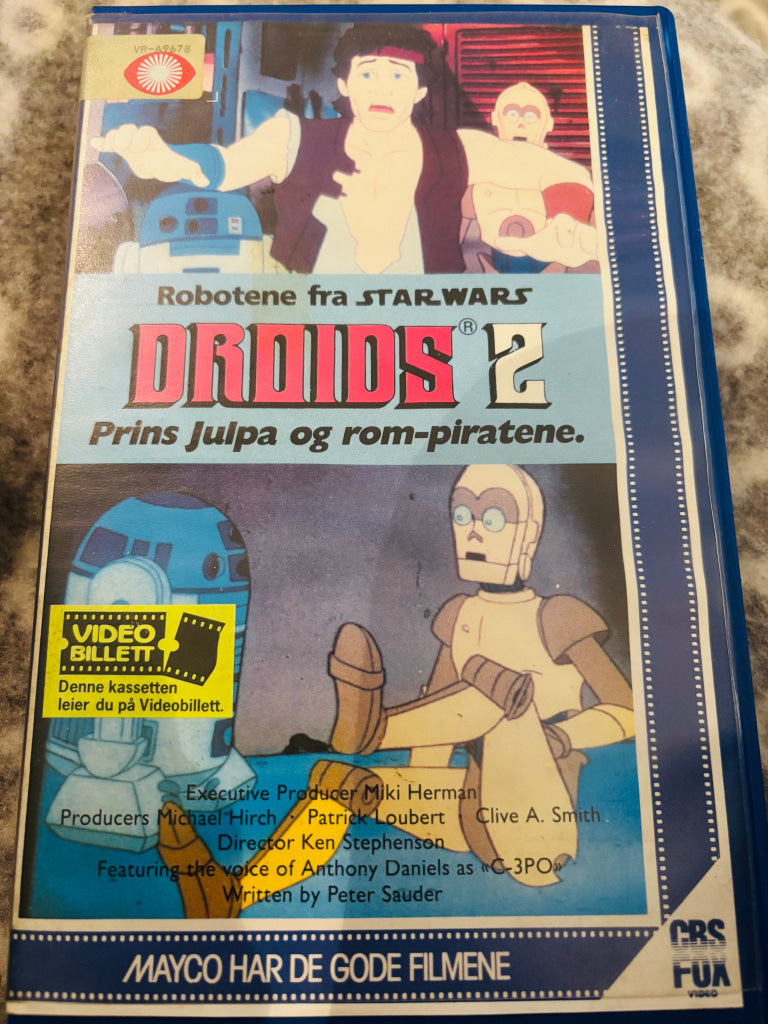 VR-A9678
Robotene fra STAR WARS
DROIDS® 2
Prins Julpa og rom-piratene.
VIDEO
BILLETT
Denne kassetten
leier du på Videobillett.
Executive Producer Miki Herman
Producers Michael Hirch · Patrick Loubert · Clive A. Smith
Director Ken Stephenson
Featuring the voice of Anthony Daniels as «C-3PO»
Written by Peter Sauder
MAYCO HAR DE GODE FILMENE
CBS
FOX
VIDEO